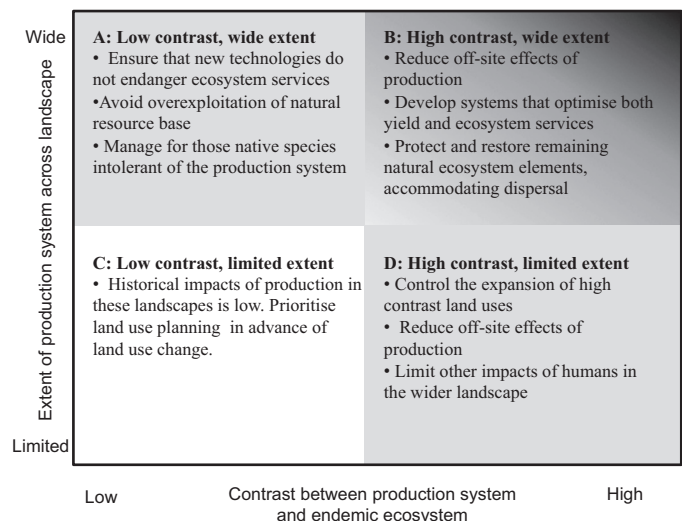 Wide
Extent of production system across landscape
Limited
A: Low contrast, wide extent
• Ensure that new technologies do
not endanger ecosystem services
•Avoid overexploitation of natural
resource base
• Manage for those native species
intolerant of the production system
B: High contrast, wide extent
• Reduce off-site effects of
production
• Develop systems that optimise both
yield and ecosystem services
• Protect and restore remaining
natural ecosystem elements,
accommodating dispersal
C: Low contrast, limited extent
• Historical impacts of production in
these landscapes is low. Prioritise
land use planning in advance of
land use change.
D: High contrast, limited extent
• Control the expansion of high
contrast land uses
• Reduce off-site effects of
production
• Limit other impacts of humans in
the wider landscape
Low
Contrast between production system
and endemic ecosystem
High